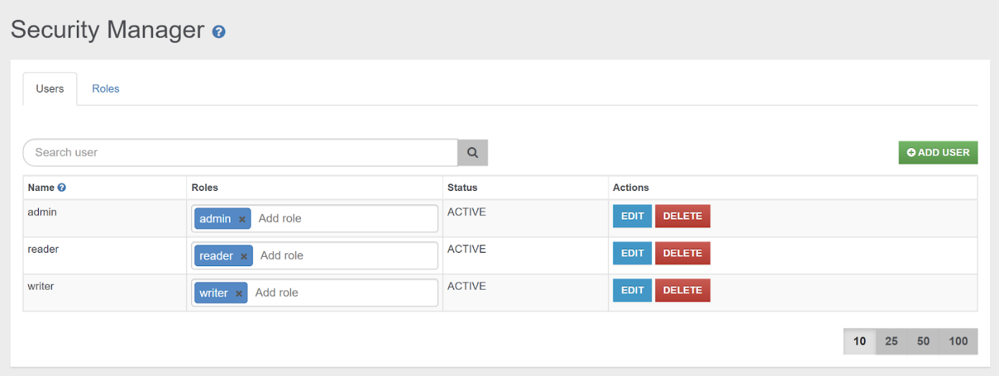 Security Manager
Users Roles
Search user
ADD USER
Name Roles Status Actions
admin admin × Add role ACTIVE EDIT DELETE
reader reader × Add role ACTIVE EDIT DELETE
writer writer × Add role ACTIVE EDIT DELETE
10 25 50 100